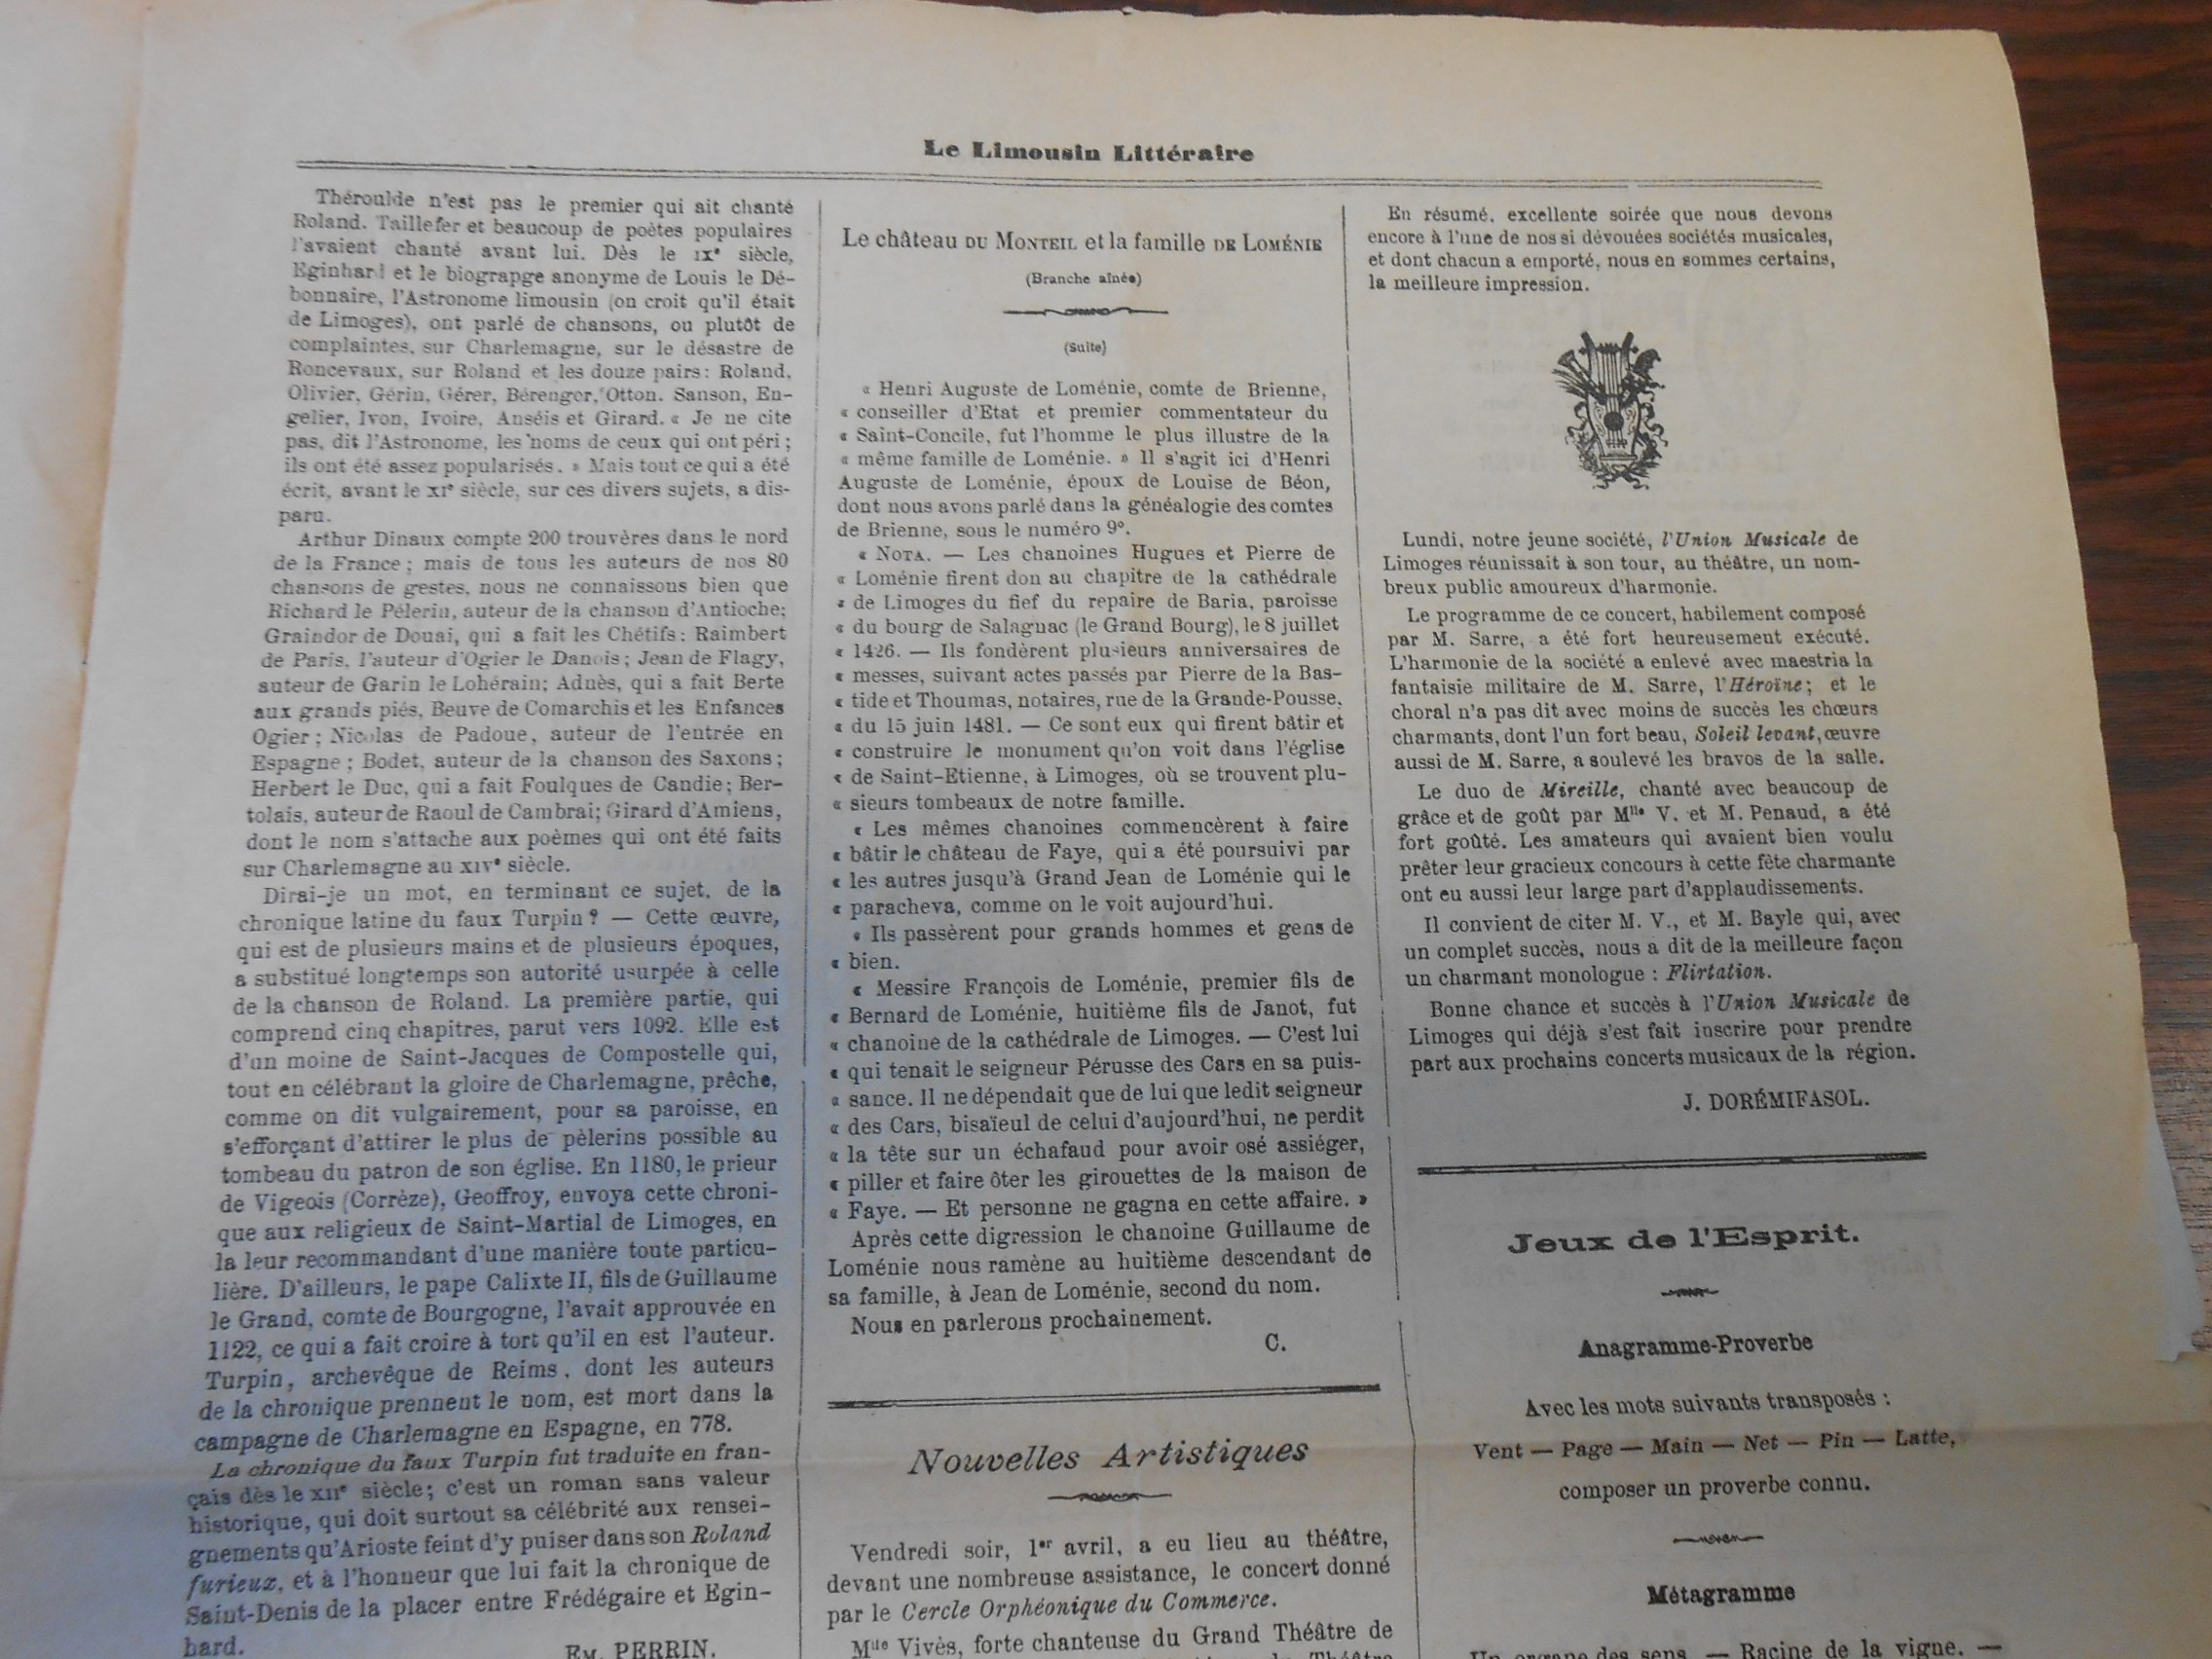 Le Limousin Littéraire
Théroulde n'est pas le premier qui ait chanté
Roland. Taillefer et beaucoup de poètes populaires
l'avaient chanté avant lui. Dès le IXe siècle,
Eginhard et le biograpge anonyme de Louis le Dé-
bonnaire, l'Astronome limousin (on croit qu'il était
de Limoges), ont parlé de chansons, ou plutôt de
complaintes, sur Charlemagne, sur le désastre de
Roncevaux, sur Roland et les douze pairs: Roland,
Olivier, Gérin, Gérer, Bérenger, Otton. Sanson, En-
gelier, Ivon, Ivoire, Anséis et Girard. « Je ne cite
pas, dit l'Astronome, les noms de ceux qui ont péri ;
ils ont été assez popularisés. » Mais tout ce qui a été
écrit, avant le XIe siècle, sur ces divers sujets, a dis-
paru.
Arthur Dinaux compte 200 trouvères dans le nord
de la France ; mais de tous les auteurs de nos 80
chansons de gestes, nous ne connaissons bien que
Richard le Pélerin, auteur de la chanson d'Antioche;
Graindor de Douai, qui a fait les Chétifs: Raimbert
de Paris, l'auteur d'Ogier le Danois ; Jean de Flagy,
auteur de Garin le Lohérain; Adnès, qui a fait Berte
aux grands piés, Beuve de Comarchis et les Enfances
Ogier ; Nicolas de Padoue, auteur de l'entrée en
Espagne ; Bodet, auteur de la chanson des Saxons ;
Herbert le Duc, qui a fait Foulques de Candie; Ber-
tolais, auteur de Raoul de Cambrai; Girard d'Amiens,
dont le nom s'attache aux poèmes qui ont été faits
sur Charlemagne au XIVe siècle.
Dirai-je un mot, en terminant ce sujet, de la
chronique latine du faux Turpin ? — Cette œuvre,
qui est de plusieurs mains et de plusieurs époques,
a substitué longtemps son autorité usurpée à celle
de la chanson de Roland. La première partie, qui
comprend cinq chapitres, parut vers 1092. Elle est
d'un moine de Saint-Jacques de Compostelle qui,
tout en célébrant la gloire de Charlemagne, prêche,
comme on dit vulgairement, pour sa paroisse, en
s'efforçant d'attirer le plus de pèlerins possible au
tombeau du patron de son église. En 1180, le prieur
de Vigeois (Corrèze), Geoffroy, envoya cette chroni-
que aux religieux de Saint-Martial de Limoges, en
la leur recommandant d'une manière toute particu-
lière. D'ailleurs, le pape Calixte II, fils de Guillaume
le Grand, comte de Bourgogne, l'avait approuvée en
1122, ce qui a fait croire à tort qu'il en est l'auteur.
Turpin, archevêque de Reims, dont les auteurs
de la chronique prennent le nom, est mort dans la
campagne de Charlemagne en Espagne, en 778.
La chronique du faux Turpin fut traduite en fran-
çais dès le XIIe siècle; c'est un roman sans valeur
historique, qui doit surtout sa célébrité aux rensei-
gnements qu'Arioste feint d'y puiser dans son Roland
furieux, et à l'honneur que lui fait la chronique de
Saint-Denis de la placer entre Frédégaire et Egin-
hard.
EM. PERRIN.
Le château DU MONTEIL et la famille DE LOMÉNIE
(Branche aînée)
(Suite)
« Henri Auguste de Loménie, comte de Brienne,
« conseiller d'Etat et premier commentateur du
« Saint-Concile, fut l'homme le plus illustre de la
« même famille de Loménie. » Il s'agit ici d'Henri
Auguste de Loménie, époux de Louise de Béon,
dont nous avons parlé dans la généalogie des comtes
de Brienne, sous le numéro 9°.
« NOTA. — Les chanoines Hugues et Pierre de
« Loménie firent don au chapitre de la cathédrale
« de Limoges du fief du repaire de Baria, paroisse
« du bourg de Salagnac (le Grand Bourg), le 8 juillet
« 1426. — Ils fondèrent plusieurs anniversaires de
« messes, suivant actes passés par Pierre de la Bas-
« tide et Thoumas, notaires, rue de la Grande-Pousse,
« du 15 juin 1481. — Ce sont eux qui firent bâtir et
« construire le monument qu'on voit dans l'église
« de Saint-Etienne, à Limoges, où se trouvent plu-
« sieurs tombeaux de notre famille.
« Les mêmes chanoines commencèrent à faire
« bâtir le château de Faye, qui a été poursuivi par
« les autres jusqu'à Grand Jean de Loménie qui le
« paracheva, comme on le voit aujourd'hui.
« Ils passèrent pour grands hommes et gens de
« bien.
« Messire François de Loménie, premier fils de
« Bernard de Loménie, huitième fils de Janot, fut
« chanoine de la cathédrale de Limoges. — C'est lui
« qui tenait le seigneur Pérusse des Cars en sa puis-
« sance. Il ne dépendait que de lui que ledit seigneur
« des Cars, bisaïeul de celui d'aujourd'hui, ne perdit
« la tête sur un échafaud pour avoir osé assiéger,
« piller et faire ôter les girouettes de la maison de
« Faye. — Et personne ne gagna en cette affaire. »
Après cette digression le chanoine Guillaume de
Loménie nous ramène au huitième descendant de
sa famille, à Jean de Loménie, second du nom.
Nous en parlerons prochainement.
C.
Nouvelles Artistiques
Vendredi soir, 1er avril, a eu lieu au théâtre,
devant une nombreuse assistance, le concert donné
par le Cercle Orphéonique du Commerce.
Mlle Vivès, forte chanteuse du Grand Théâtre de
Théâtre
En résumé, excellente soirée que nous devons
encore à l'une de nos si dévouées sociétés musicales,
et dont chacun a emporté, nous en sommes certains,
la meilleure impression.
Lundi, notre jeune société, l'Union Musicale de
Limoges réunissait à son tour, au théâtre, un nom-
breux public amoureux d'harmonie.
Le programme de ce concert, habilement composé
par M. Sarre, a été fort heureusement exécuté.
L'harmonie de la société a enlevé avec maestria la
fantaisie militaire de M. Sarre, l'Héroïne; et le
choral n'a pas dit avec moins de succès les chœurs
charmants, dont l'un fort beau, Soleil levant, œuvre
aussi de M. Sarre, a soulevé les bravos de la salle.
Le duo de Mireille, chanté avec beaucoup de
grâce et de goût par Mlle V. et M. Penaud, a été
fort goûté. Les amateurs qui avaient bien voulu
prêter leur gracieux concours à cette fête charmante
ont eu aussi leur large part d'applaudissements.
Il convient de citer M. V., et M. Bayle qui, avec
un complet succès, nous a dit de la meilleure façon
un charmant monologue : Flirtation.
Bonne chance et succès à l'Union Musicale de
Limoges qui déjà s'est fait inscrire pour prendre
part aux prochains concerts musicaux de la région.
J. DORÉMIFASOL.
Jeux de l'Esprit.
Anagramme-Proverbe
Avec les mots suivants transposés :
Vent — Page — Main — Net — Pin — Latte,
composer un proverbe connu.
Métagramme
Un organe des sens. — Racine de la vigne. —